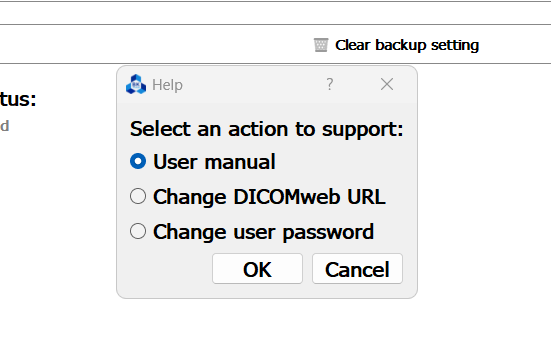 Clear backup setting
tus:
d
Help
?
Select an action to support:
User manual
Change DICOMweb URL
Change user password
OK Cancel